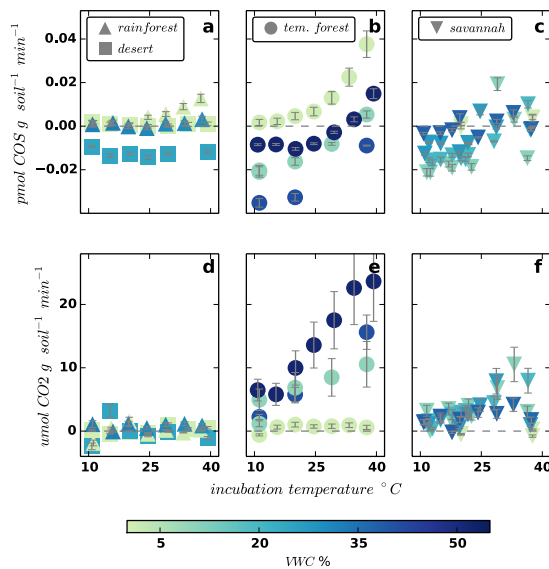 a
rainforest
desert
b
tem. forest
c
savannah
0.04
0.02
0.00
−0.02
pmol COS g soil⁻¹ min⁻¹
d
e
f
20
10
0
umol CO2 g soil⁻¹ min⁻¹
10 25 40 10 25 40 10 25 40
incubation temperature °C
5 20 35 50
VWC %